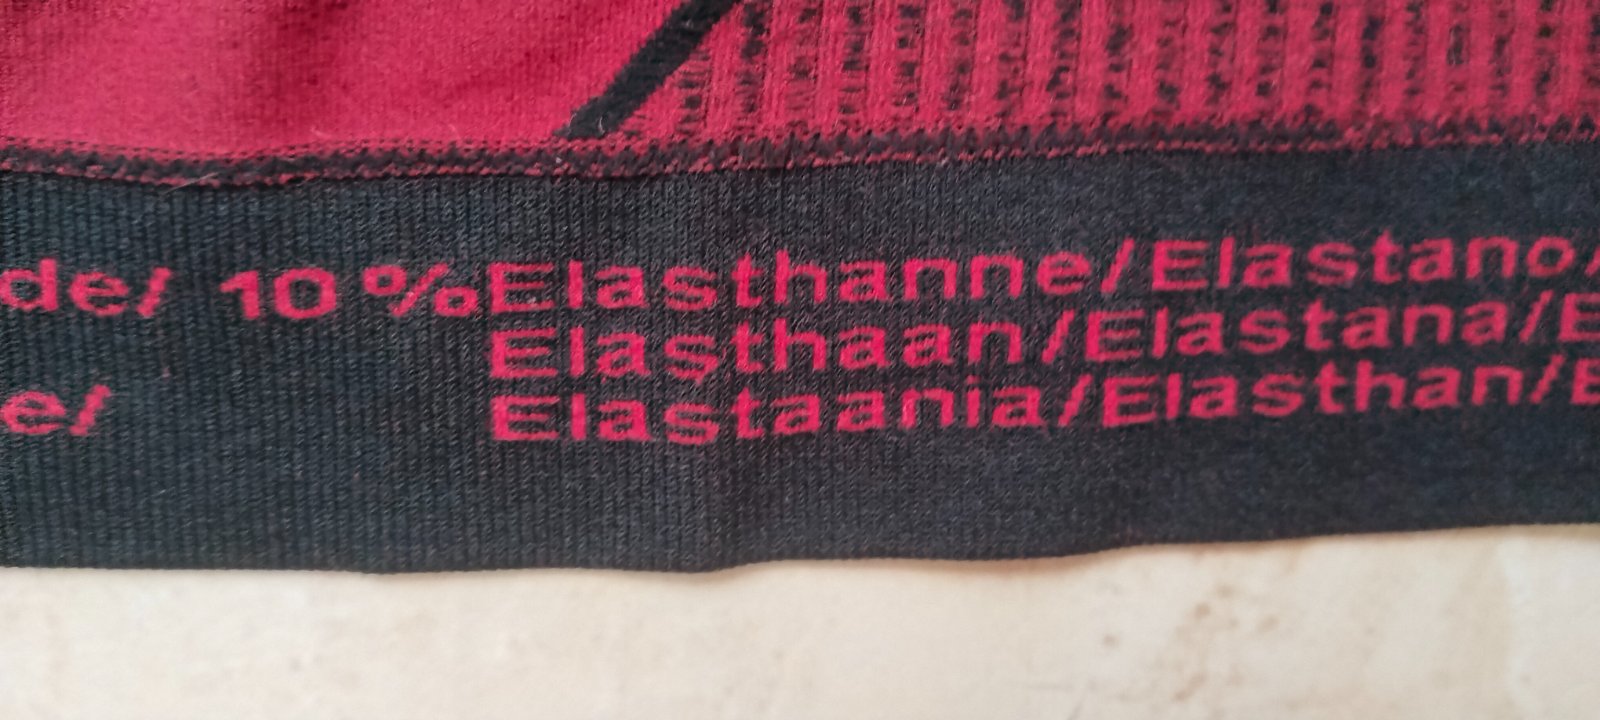 de/ 10%Elasthanne/Elastano/
Elasthaan/Elastana/E
e/ Elastaania/Elasthan/E